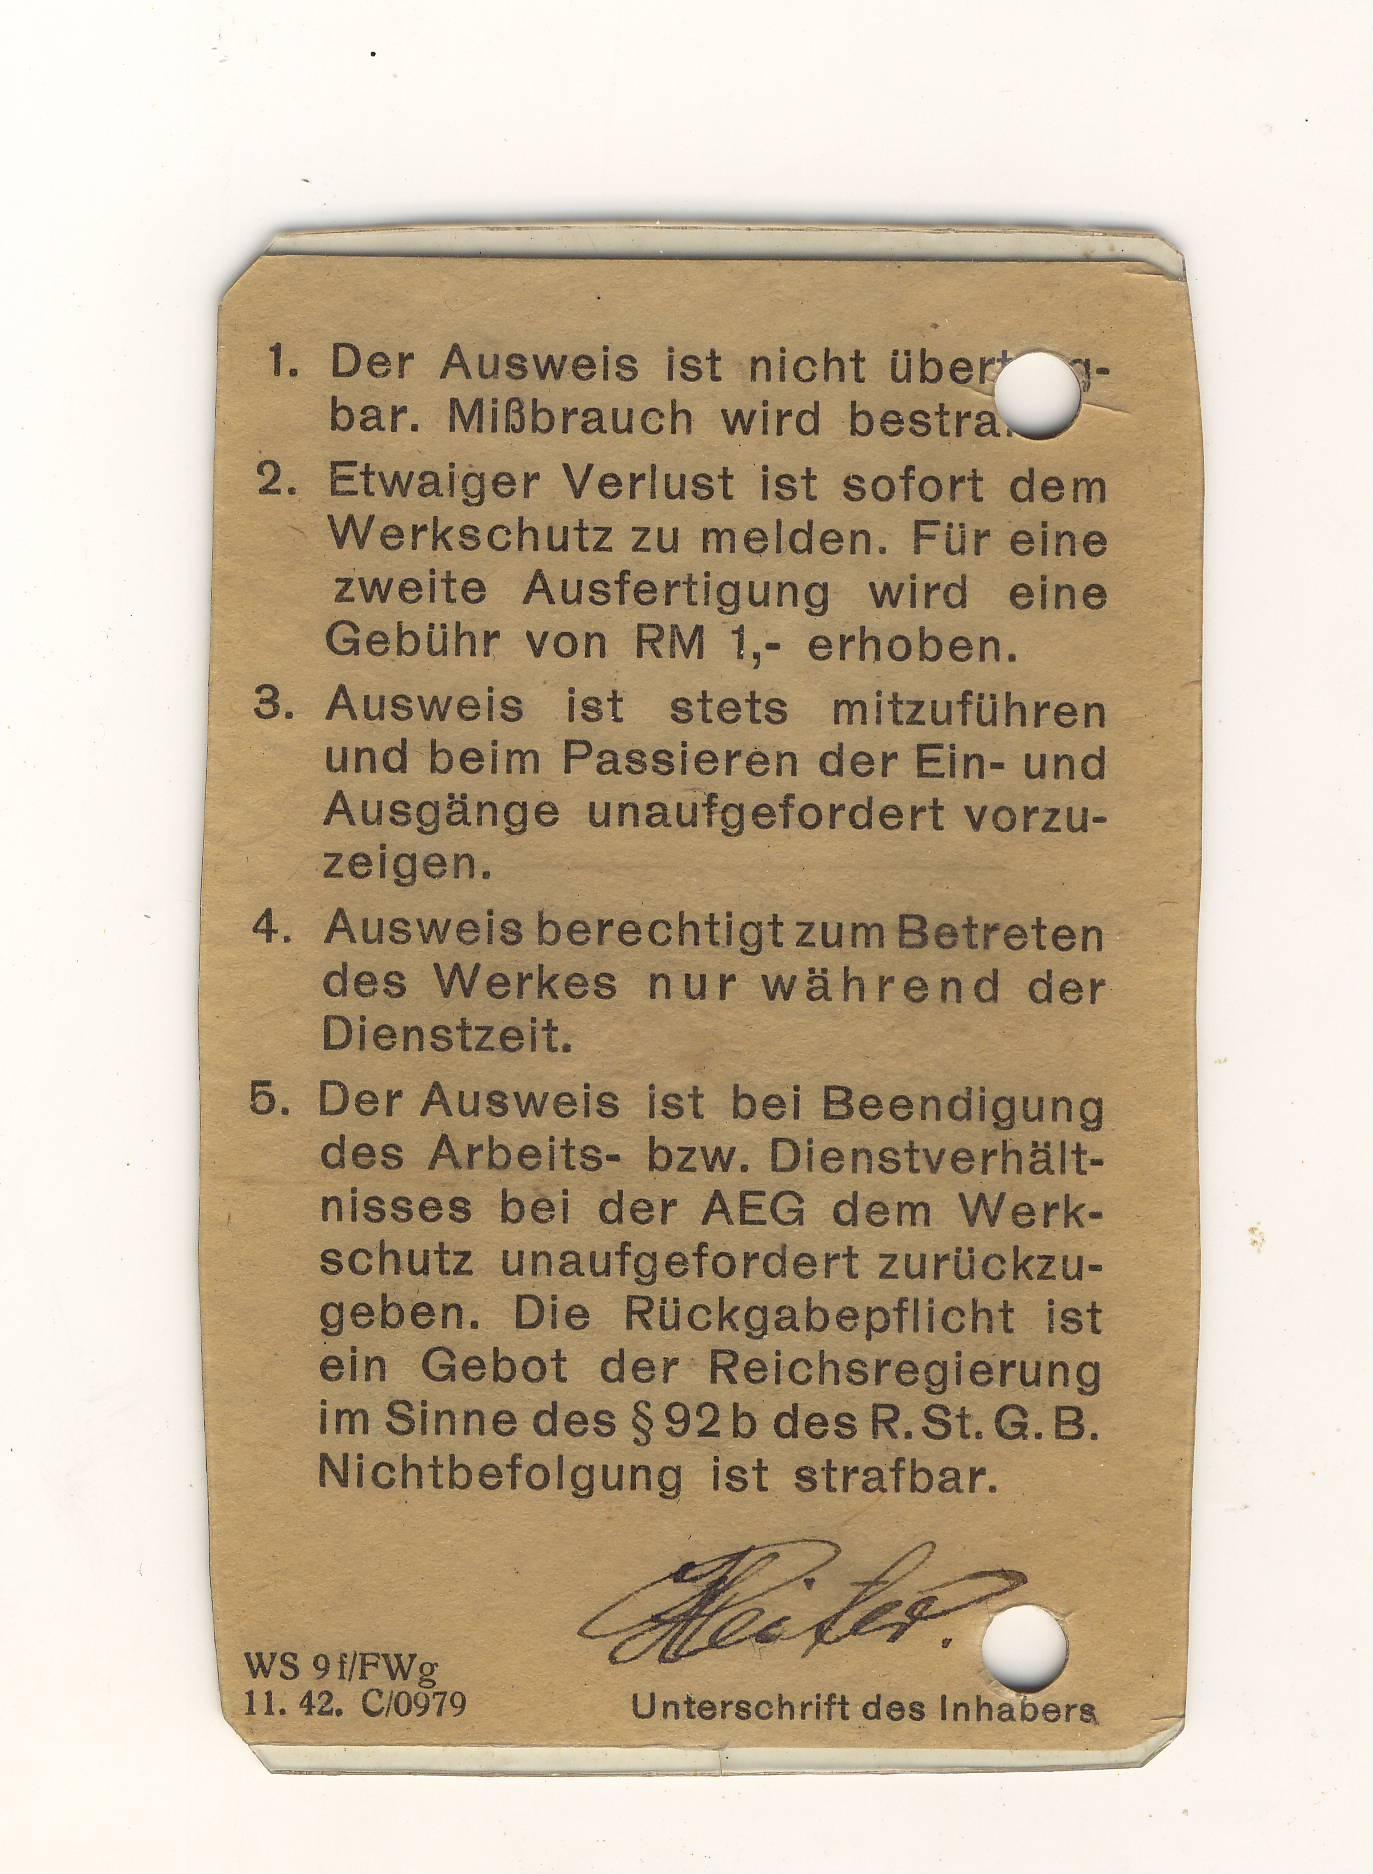 1. Der Ausweis ist nicht
bar. Mißbrauch wird
2. Etwaiger Verlust ist sofort dem
Werkschutz zu melden. Für eine
zweite Ausfertigung wird eine
Gebühr von RM 1,- erhoben.
3. Ausweis ist stets mitzuführen
und beim Passieren der Ein- und
Ausgänge unaufgefordert vorzu-
zeigen.
4. Ausweis berechtigt zum Betreten
des Werkes nur während der
Dienstzeit.
5. Der Ausweis ist bei Beendigung
des Arbeits- bzw. Dienstverhält-
nisses bei der AEG dem Werk-
schutz unaufgefordert zurückzu-
geben. Die Rückgabepflicht ist
ein Gebot der Reichsregierung
im Sinne des § 92 b des R. St. G. B.
Nichtbefolgung ist strafbar.
WS 9 f/FWg
11. 42. C/0979
Unterschrift des Inhabers